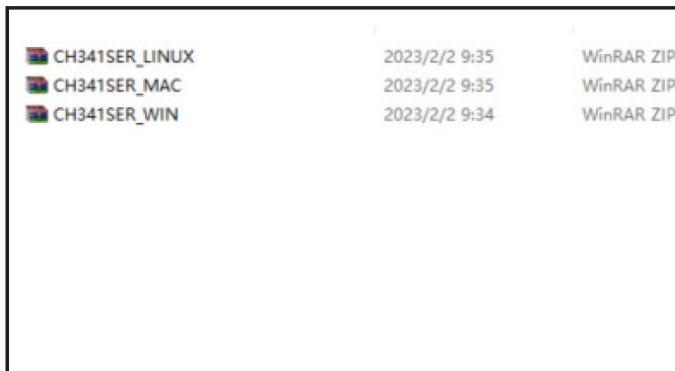 CH341SER_LINUX 2023/2/2 9:35 WinRAR ZIP
CH341SER_MAC 2023/2/2 9:35 WinRAR ZIP
CH341SER_WIN 2023/2/2 9:34 WinRAR ZIP